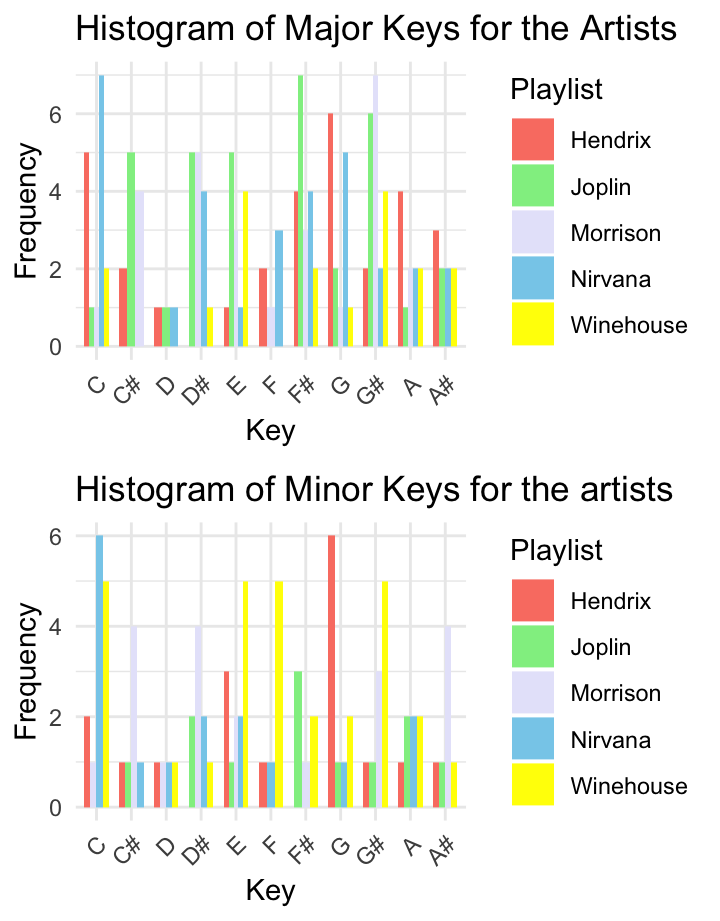 Histogram of Major Keys for the Artists
Frequency
6
4
2
0
C C# D D# E F F# G G# A A#
Key
Playlist
Hendrix
Joplin
Morrison
Nirvana
Winehouse
Histogram of Minor Keys for the artists
Frequency
6
4
2
0
C C# D D# E F F# G G# A A#
Key
Playlist
Hendrix
Joplin
Morrison
Nirvana
Winehouse